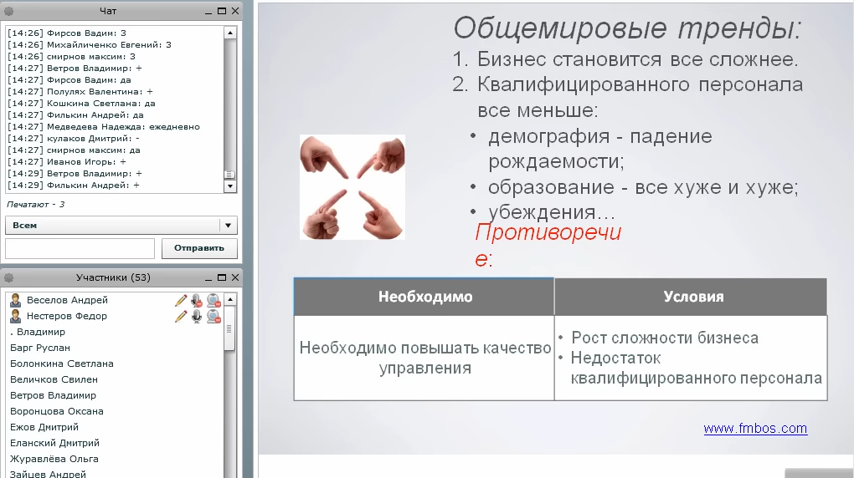 Чат
[14:26] Фирсов Вадим: 3
[14:26] Михайличенко Евгений: 3
[14:26] смирнов максим: 3
[14:27] Ветров Владимир: +
[14:27] Фирсов Вадим: да
[14:27] Полулях Валентина: +
[14:27] Кошкина Светлана: да
[14:27] Филькин Андрей: да
[14:27] Медведева Надежда: ежедневно
[14:27] кулаков Дмитрий: -
[14:27] смирнов максим: да
[14:27] Иванов Игорь: +
[14:29] Ветров Владимир: +
[14:29] Филькин Андрей: +
Печатают - 3
Всем
Отправить
Участники (53)
Веселов Андрей
Нестеров Федор
. Владимир
Барг Руслан
Болонкина Светлана
Величков Свилен
Ветров Владимир
Воронцова Оксана
Ежов Дмитрий
Еланский Дмитрий
Журавлёва Ольга
Зайцев Андрей
Общемировые тренды:
1. Бизнес становится все сложнее.
2. Квалифицированного персонала
все меньше:
• демография - падение
рождаемости;
• образование - все хуже и хуже;
• убеждения…
Противоречи
е:
Необходимо
Условия
Необходимо повышать качество
управления
• Рост сложности бизнеса
• Недостаток
квалифицированного персонала
www.fmbos.com